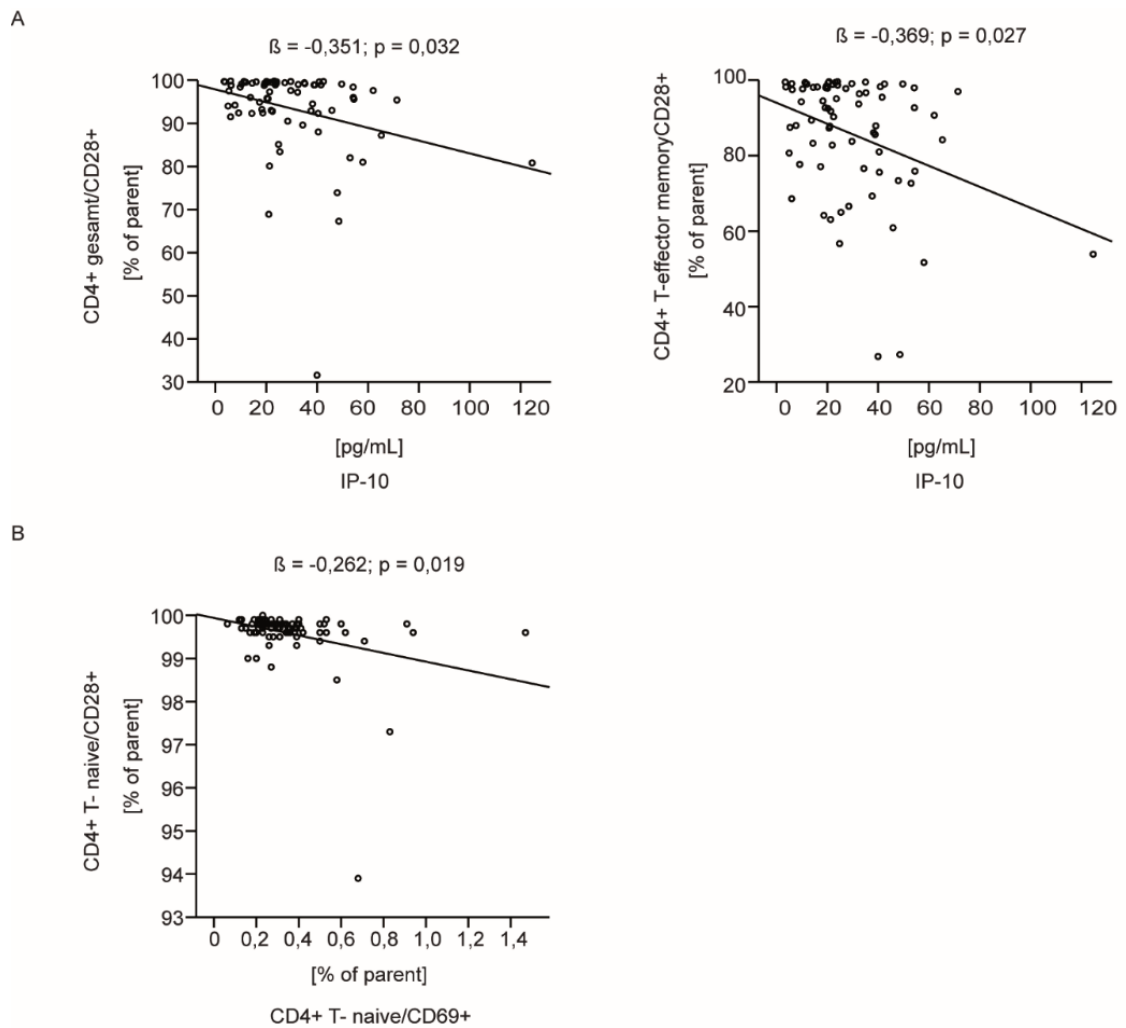 A
ß = -0,351; p = 0,032
CD4+ gesamt/CD28+
[% of parent]
100
90
80
70
60
50
40
30
0 20 40 60 80 100 120
[pg/mL]
IP-10
ß = -0,369; p = 0,027
CD4+ T-effector memoryCD28+
[% of parent]
100
80
60
40
20
0 20 40 60 80 100 120
[pg/mL]
IP-10
B
ß = -0,262; p = 0,019
CD4+ T- naive/CD28+
[% of parent]
100
99
98
97
96
95
94
93
0 0,2 0,4 0,6 0,8 1,0 1,2 1,4
[% of parent]
CD4+ T- naive/CD69+